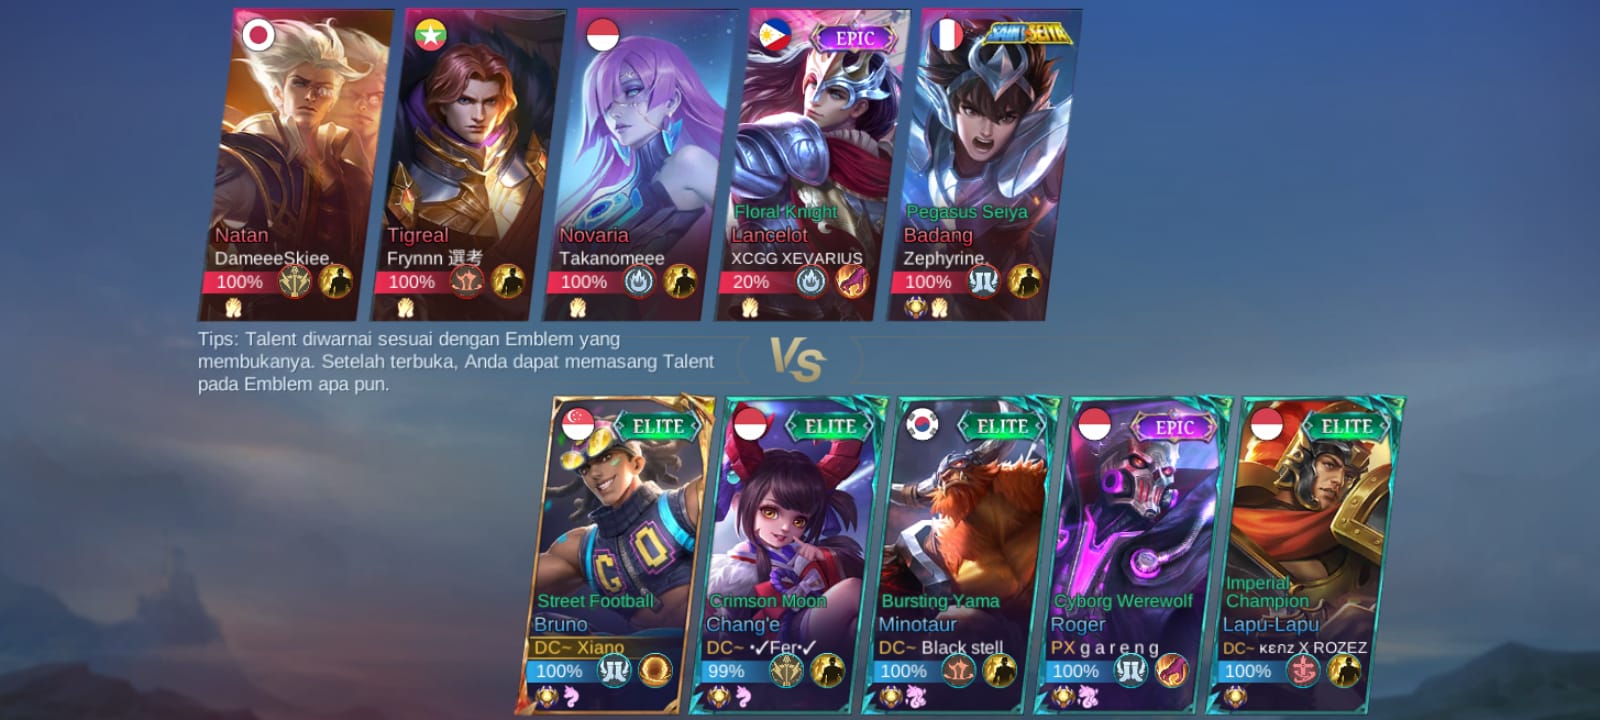 EPIC
SAINT SEIYA
Floral Knight
Pegasus Seiya
Natan
Tigreal
Novaria
Lancelot
Badang
DameeeSkiee.
Frynnn 選考
Takanomeee
XCGG XEVARIUS
Zephyrine.
100%
100%
100%
20%
100%
Tips: Talent diwarnai sesuai dengan Emblem yang
membukanya. Setelah terbuka, Anda dapat memasang Talent
pada Emblem apa pun.
VS
ELITE
ELITE
ELITE
EPIC
ELITE
Street Football
Crimson Moon
Bursting Yama
Cyborg Werewolf
Imperial
Champion
Bruno
Chang'e
Minotaur
Roger
Lapu-Lapu
DC~ Xiano
DC~ •✓Fer•✓
DC~ Black stell
PX g a r e n g
DC~ ĸɛnz X ROZEZ
100%
99%
100%
100%
100%